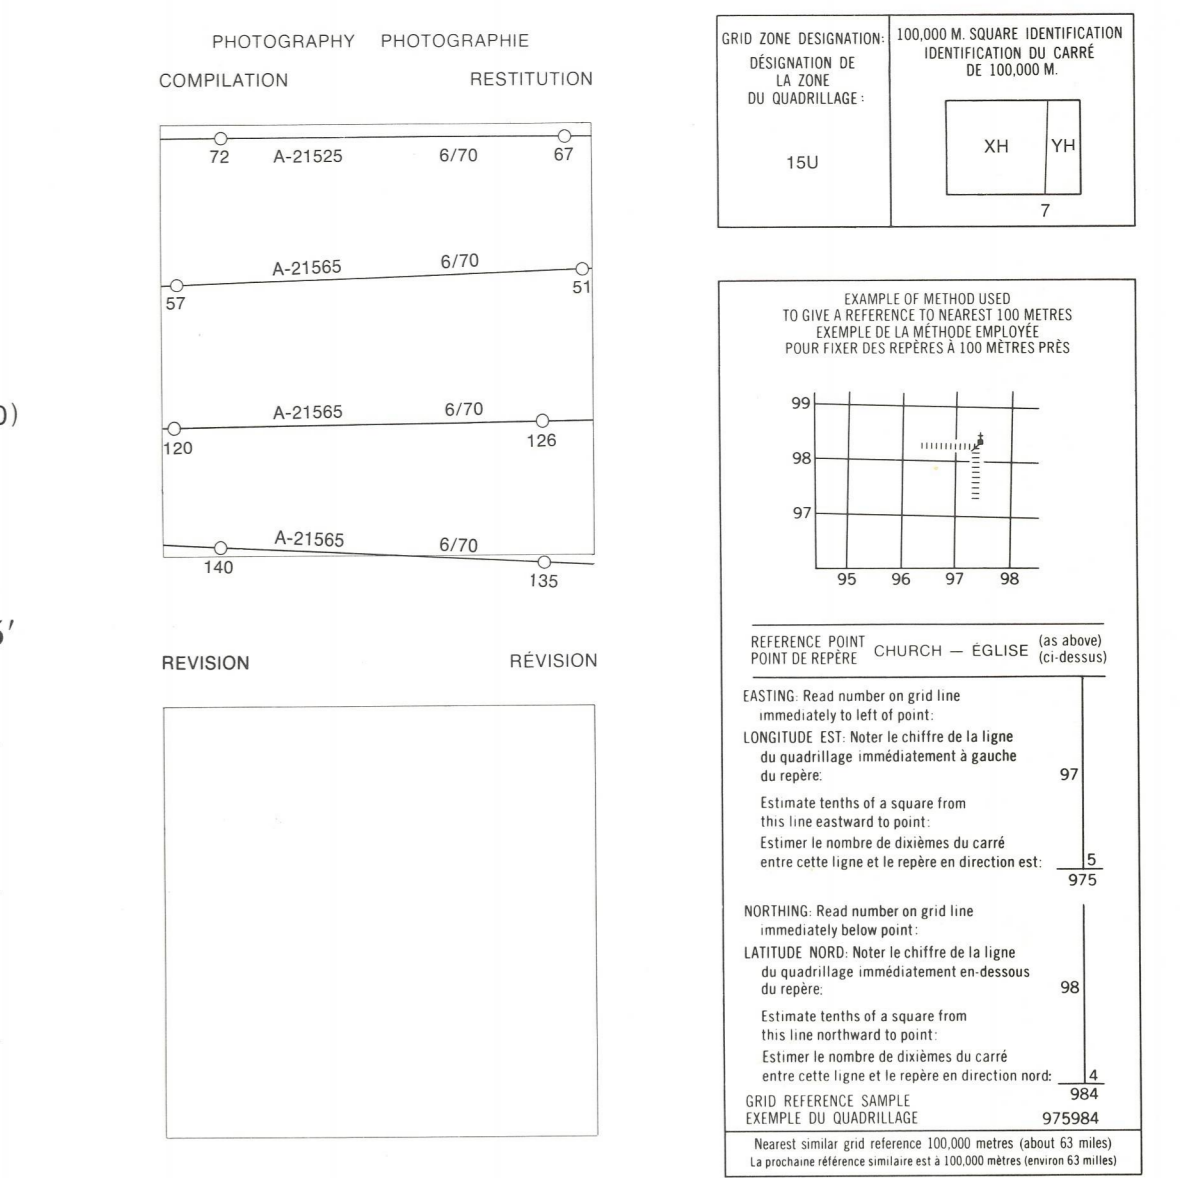 PHOTOGRAPHY PHOTOGRAPHIE
COMPILATION RESTITUTION
72 A-21525 6/70 67
A-21565 6/70
57 51
A-21565 6/70
120 126
A-21565 6/70
140 135
REVISION RÉVISION
0)
5'
GRID ZONE DESIGNATION:
DÉSIGNATION DE
LA ZONE
DU QUADRILLAGE:
15U
100,000 M. SQUARE IDENTIFICATION
IDENTIFICATION DU CARRÉ
DE 100,000 M.
XH YH
7
EXAMPLE OF METHOD USED
TO GIVE A REFERENCE TO NEAREST 100 METRES
EXEMPLE DE LA MÉTHODE EMPLOYÉE
POUR FIXER DES REPÈRES À 100 MÈTRES PRÈS
99
98
97
95 96 97 98
REFERENCE POINT
POINT DE REPÈRE
CHURCH — ÉGLISE
(as above)
(ci-dessus)
EASTING: Read number on grid line
immediately to left of point:
LONGITUDE EST: Noter le chiffre de la ligne
du quadrillage immédiatement à gauche
du repère: 97
Estimate tenths of a square from
this line eastward to point:
Estimer le nombre de dixièmes du carré
entre cette ligne et le repère en direction est: 5
975
NORTHING: Read number on grid line
immediately below point:
LATITUDE NORD: Noter le chiffre de la ligne
du quadrillage immédiatement en-dessous
du repère: 98
Estimate tenths of a square from
this line northward to point:
Estimer le nombre de dixièmes du carré
entre cette ligne et le repère en direction nord: 4
984
GRID REFERENCE SAMPLE
EXEMPLE DU QUADRILLAGE 975984
Nearest similar grid reference 100,000 metres (about 63 miles)
La prochaine référence similaire est à 100,000 mètres (environ 63 milles)